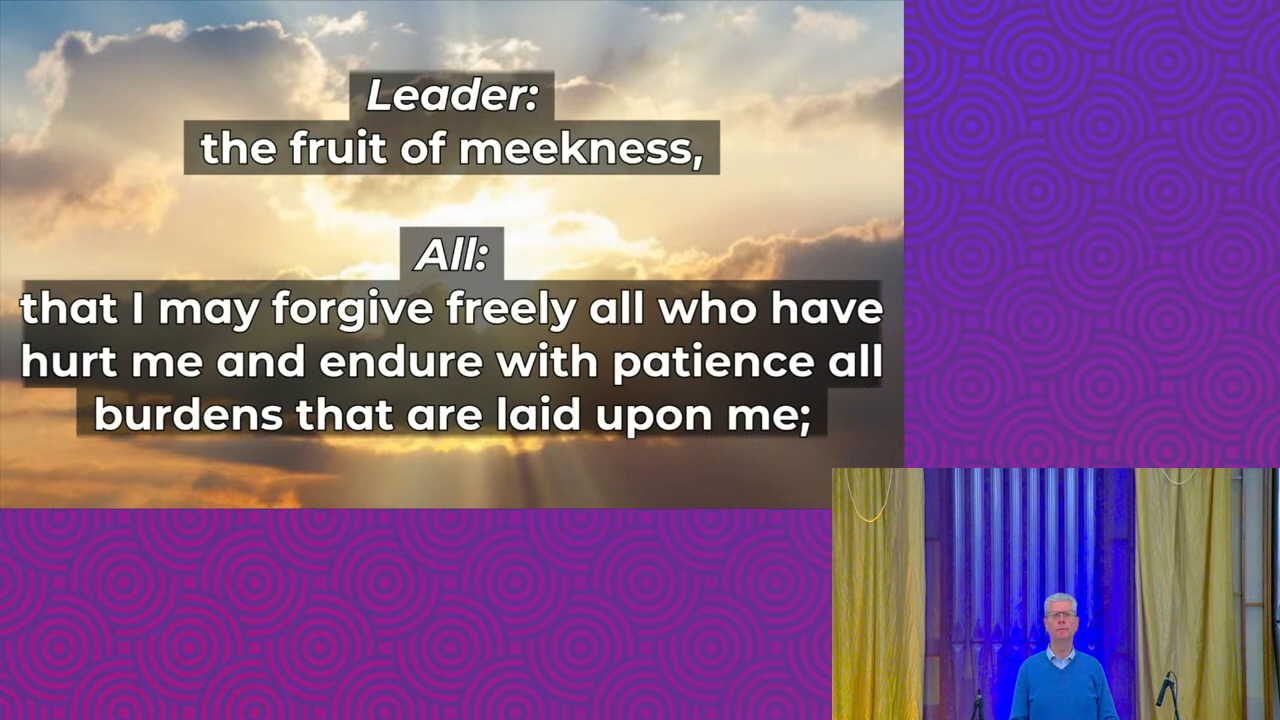 Leader:
the fruit of meekness,
All:
that I may forgive freely all who have
hurt me and endure with patience all
burdens that are laid upon me;